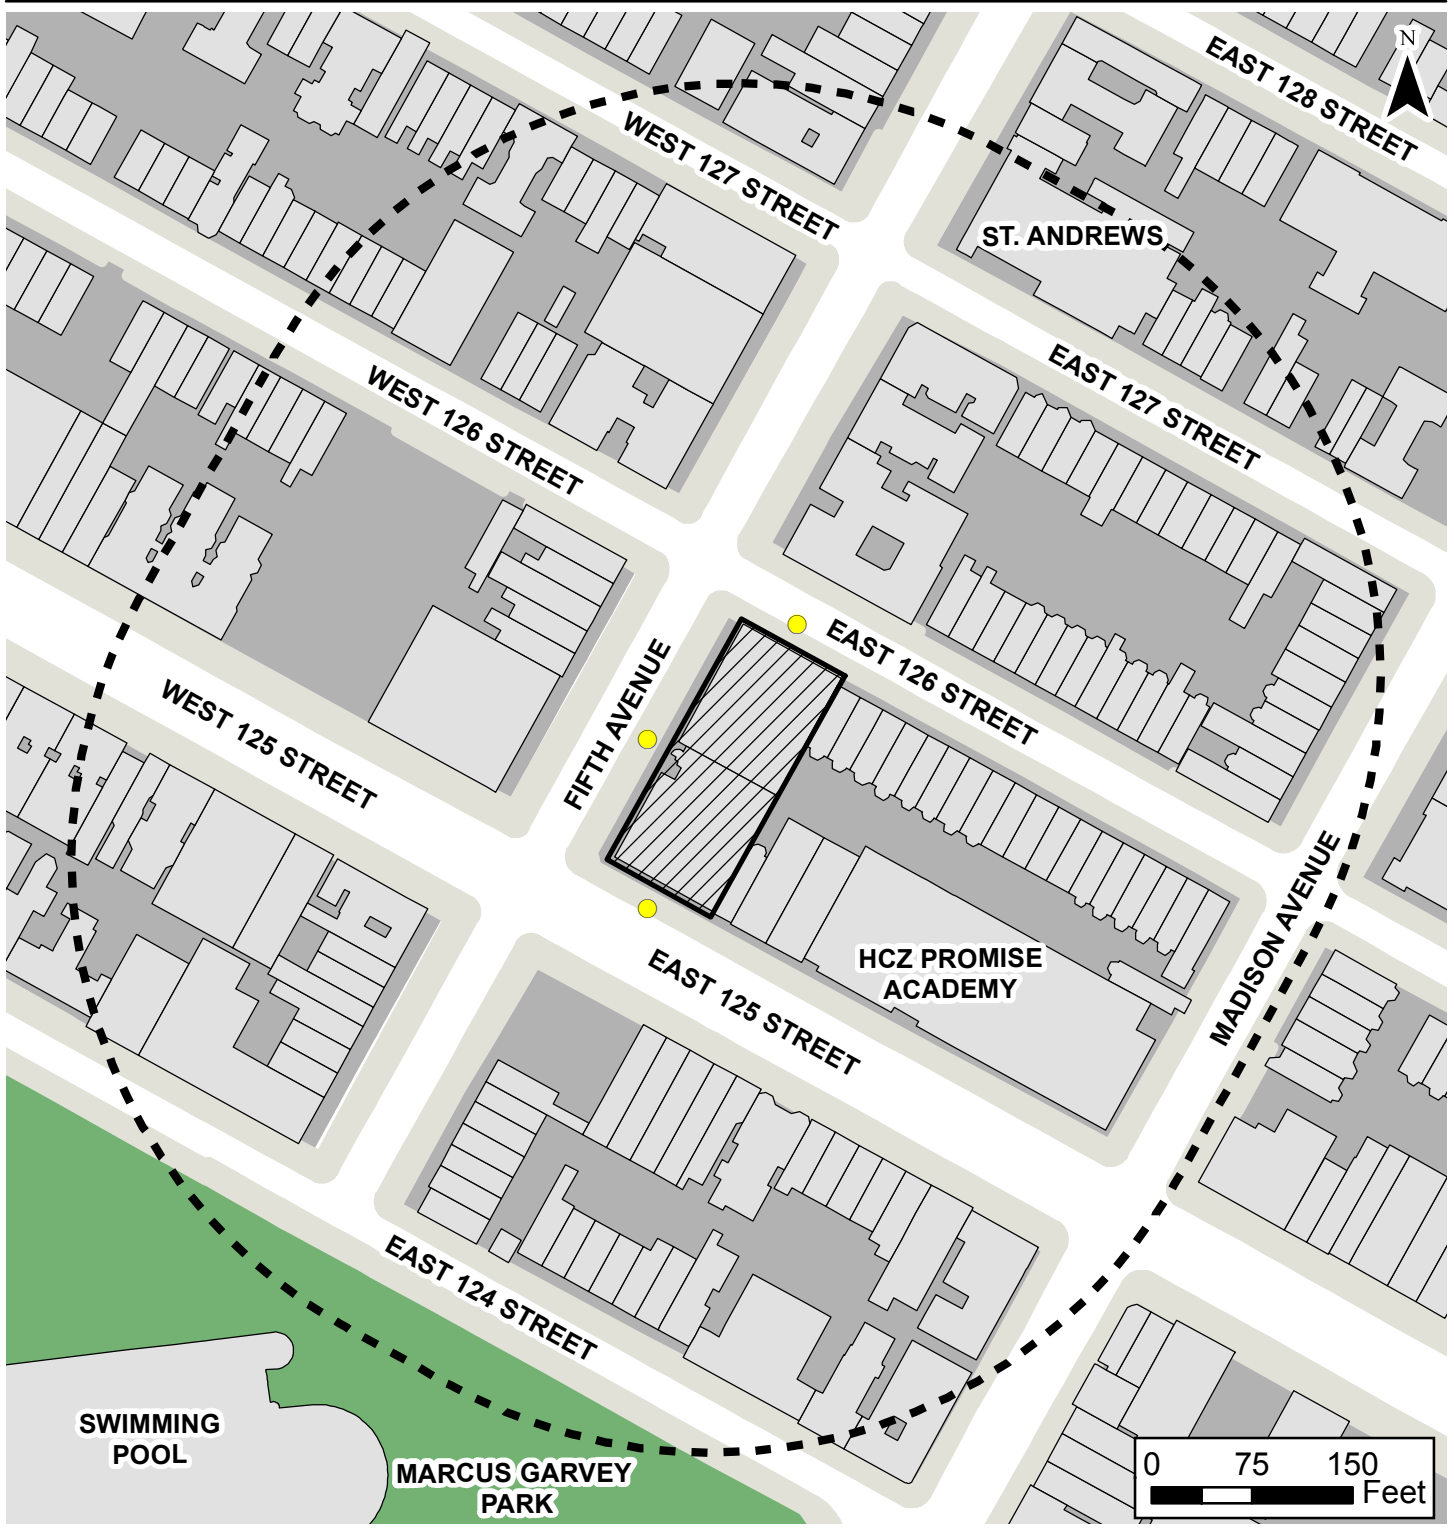 EAST 128 STREET
N
WEST 127 STREET
ST. ANDREWS
EAST 127 STREET
WEST 126 STREET
EAST 126 STREET
FIFTH AVENUE
WEST 125 STREET
MADISON AVENUE
HCZ PROMISE
ACADEMY
EAST 125 STREET
EAST 124 STREET
SWIMMING
POOL
MARCUS GARVEY
PARK
0 75 150
Feet